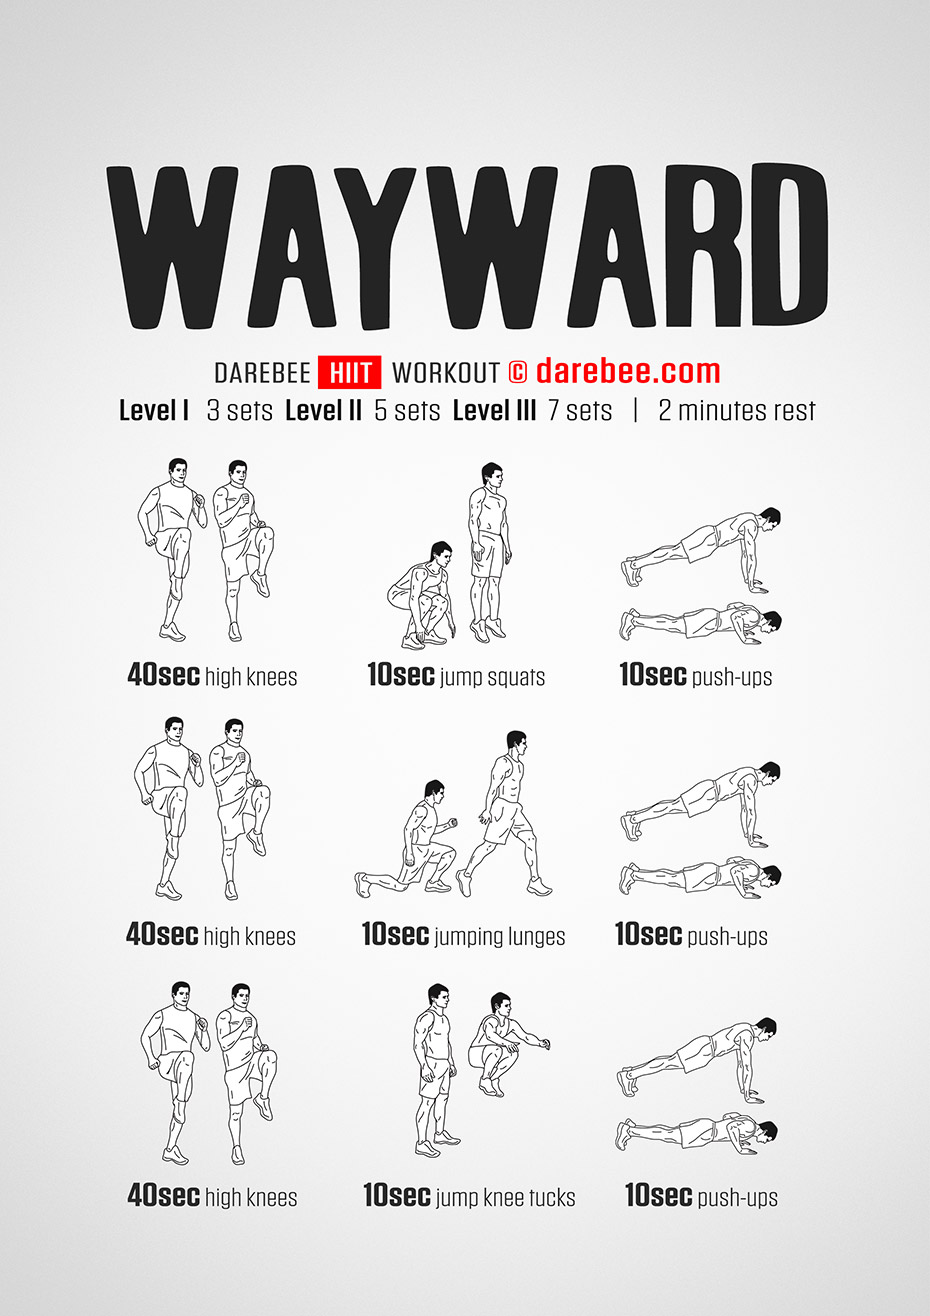 WAYWARD
DAREBEE HIIT WORKOUT © darebee.com
Level I 3 sets Level II 5 sets Level III 7 sets | 2 minutes rest
40sec high knees 10sec jump squats 10sec push-ups
40sec high knees 10sec jumping lunges 10sec push-ups
40sec high knees 10sec jump knee tucks 10sec push-ups